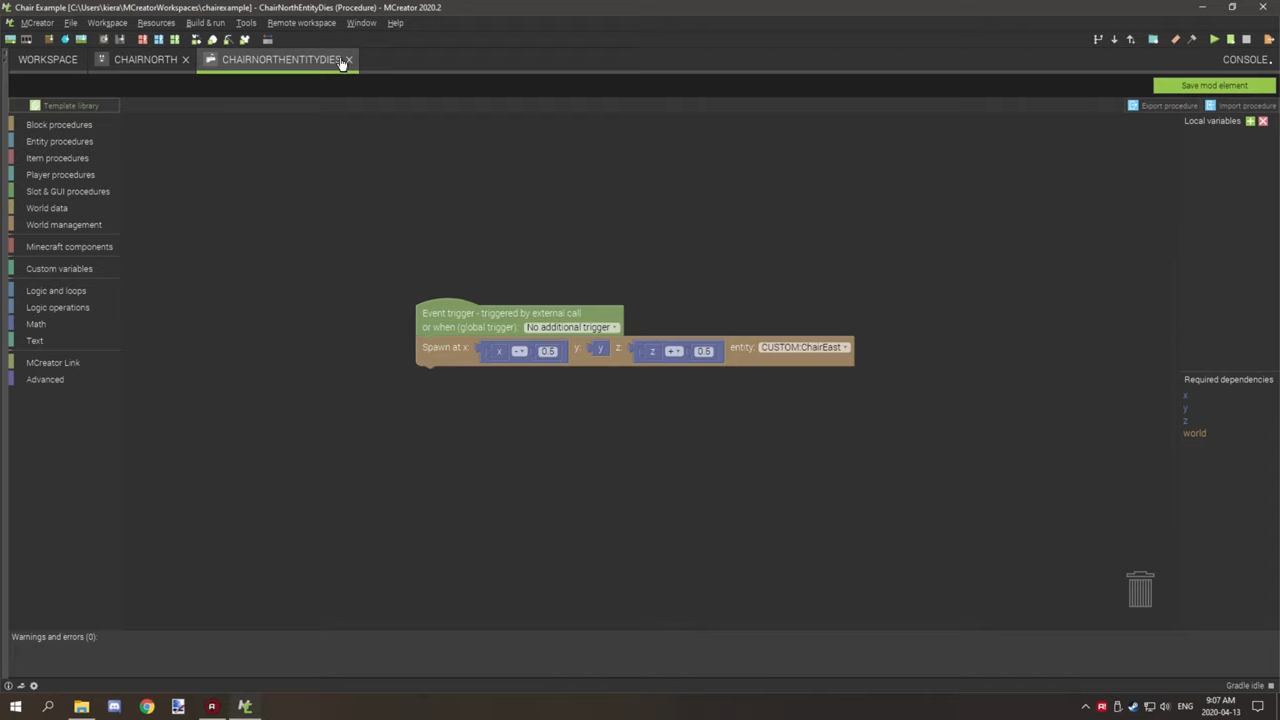 Chair Example [C:\Users\kiera\MCreatorWorkspaces\chairexample] - ChairNorthEntityDies (Procedure) - MCreator 2020.2
MCreator File Workspace Resources Build & run Tools Remote workspace Window Help
WORKSPACE CHAIRNORTH CHAIRNORTHENTITYDIES CONSOLE
Save mod element
Template library Export procedure Import procedure
Block procedures
Local variables
Entity procedures
Item procedures
Player procedures
Slot & GUI procedures
World data
World management
Minecraft components
Custom variables
Logic and loops
Logic operations
Math
Text
MCreator Link
Advanced
Event trigger - triggered by external call
or when (global trigger): No additional trigger
Spawn at x: x - 0.5 y: y z: z + 0.5 entity: CUSTOM:ChairEast
Required dependencies
x
y
z
world
Warnings and errors (0):
Gradle idle
ENG
9:07 AM
2020-04-13